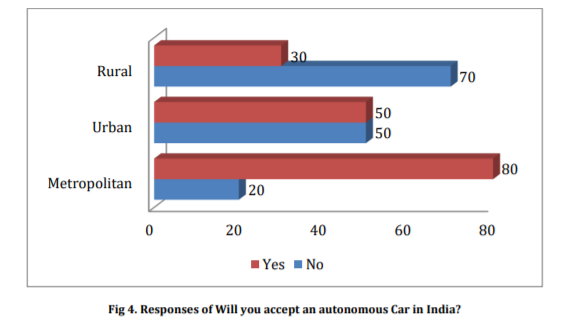 30
Rural
70
50
Urban
50
80
Metropolitan
20
0 20 40 60 80
Yes No
Fig 4. Responses of Will you accept an autonomous Car in India?